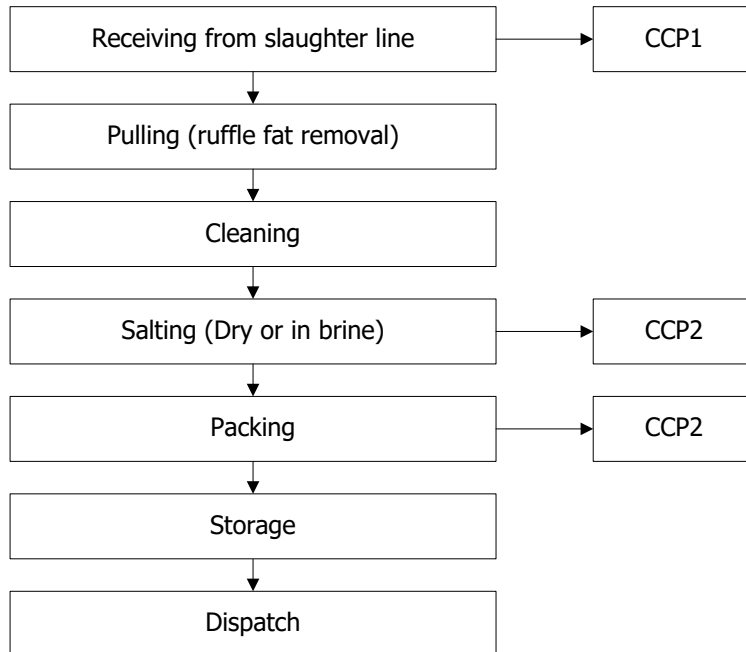 Receiving from slaughter line
CCP1
Pulling (ruffle fat removal)
Cleaning
Salting (Dry or in brine)
CCP2
Packing
CCP2
Storage
Dispatch